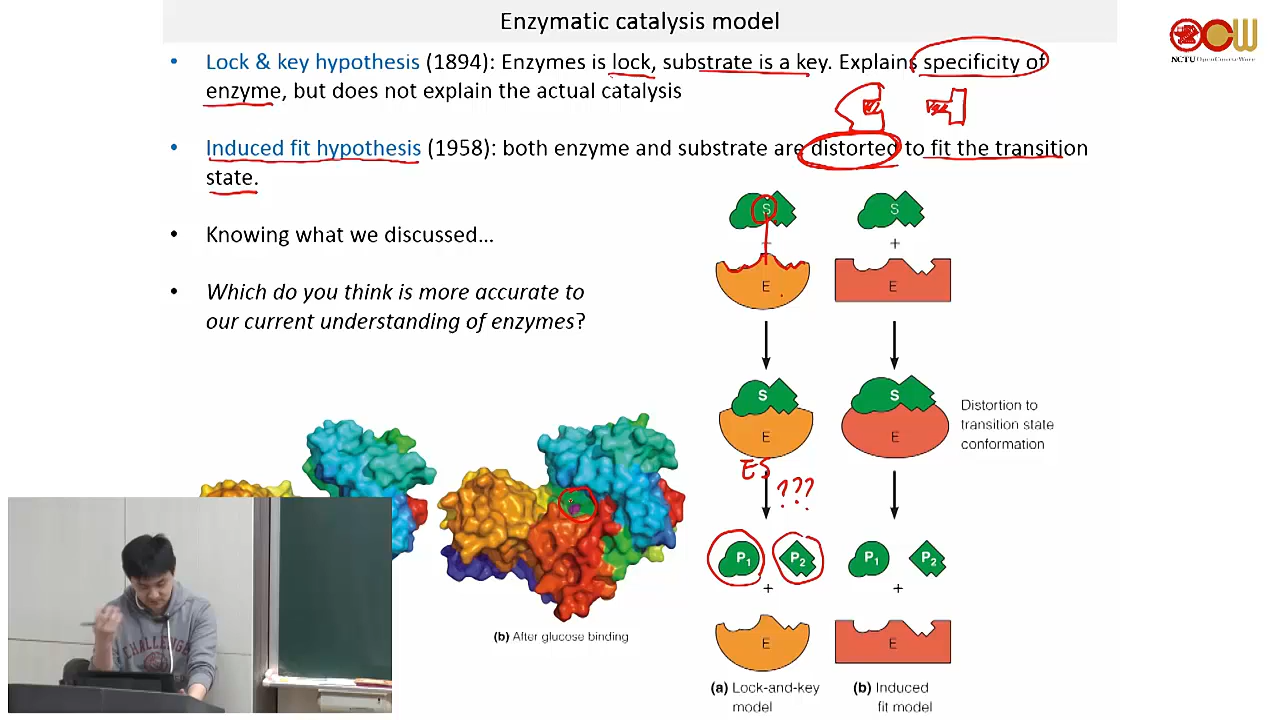 Enzymatic catalysis model
OCW
NCTU OpenCourseWare
• Lock & key hypothesis (1894): Enzymes is lock, substrate is a key. Explains specificity of
enzyme, but does not explain the actual catalysis
• Induced fit hypothesis (1958): both enzyme and substrate are distorted to fit the transition
state.
• Knowing what we discussed…
• Which do you think is more accurate to
our current understanding of enzymes?
S
+
E
S
+
E
S
E
S
E
Distortion to
transition state
conformation
ES
???
P1
P2
+
E
P1
P2
+
E
(b) After glucose binding
(a) Lock-and-key
model
(b) Induced
fit model
CHALLENGE